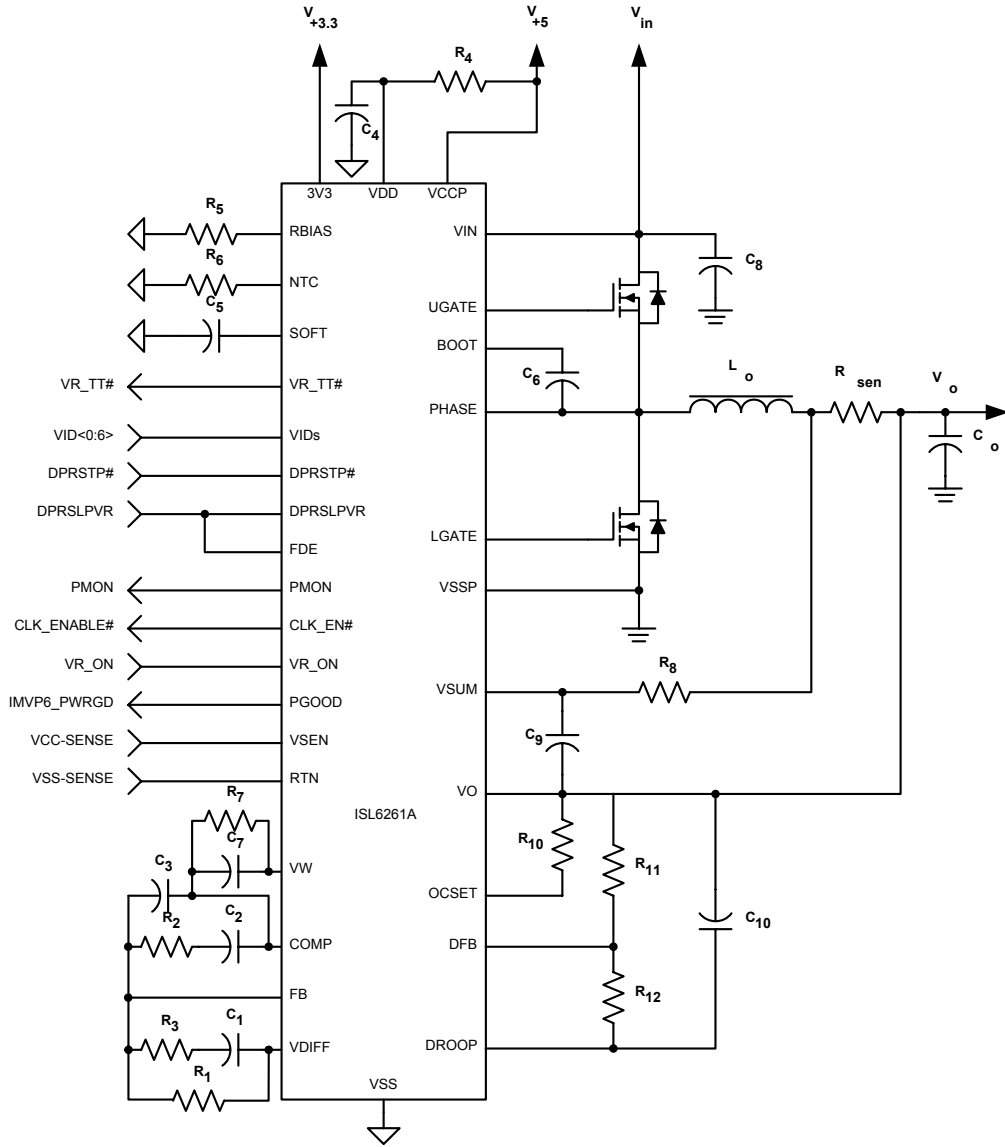 V+3.3
V+5
Vin
R4
C4
3V3
VDD
VCCP
R5
RBIAS
VIN
R6
C8
NTC
C5
UGATE
SOFT
BOOT
C6
Lo
Rsen
Vo
VR_TT#
VR_TT#
PHASE
Co
VID<0:6>
VIDs
DPRSTP#
DPRSTP#
DPRSLPVR
DPRSLPVR
LGATE
FDE
PMON
PMON
VSSP
CLK_ENABLE#
CLK_EN#
VR_ON
VR_ON
R8
VSUM
IMVP6_PWRGD
PGOOD
C9
VCC-SENSE
VSEN
VSS-SENSE
RTN
VO
R7
ISL6261A
C7
R10
R11
C3
VW
OCSET
R2
C2
C10
COMP
DFB
R12
FB
R3
C1
VDIFF
DROOP
R1
VSS